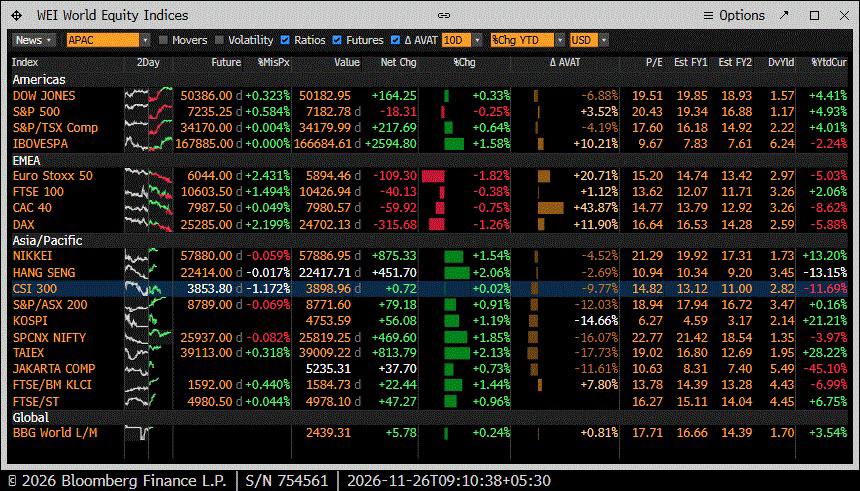 WEI World Equity Indices Options
News APAC Movers Volatility Ratios Futures Δ AVAT 10D %Chg YTD USD
Index 2Day Future %MisPx Value Net Chg %Chg Δ AVAT P/E Est FY1 Est FY2 DvYld %YtdCur
Americas
DOW JONES 50386.00 d +0.323% 50182.95 +164.25 +0.33% -6.88% 19.51 19.85 18.93 1.57 +4.41%
S&P 500 7235.25 d +0.584% 7182.78 d -18.31 -0.25% +3.52% 20.43 19.34 16.88 1.17 +4.93%
S&P/TSX Comp 34170.00 d +0.004% 34179.99 d +217.69 +0.64% -4.19% 17.60 16.18 14.92 2.22 +4.01%
IBOVESPA 167885.00 d +0.000% 166684.61 d +2594.80 +1.58% +10.21% 9.67 7.83 7.61 6.24 -2.24%
EMEA
Euro Stoxx 50 6044.00 d +2.431% 5894.46 d -109.30 -1.82% +20.71% 15.20 14.74 13.42 2.97 -5.03%
FTSE 100 10603.50 d +1.494% 10426.94 d -40.13 -0.38% +1.12% 13.62 12.07 11.71 3.26 +2.06%
CAC 40 7987.50 d +0.049% 7980.57 d -59.92 -0.75% +43.87% 14.77 13.79 12.92 3.26 -8.62%
DAX 25285.00 d +2.199% 24702.13 d -315.68 -1.26% +11.90% 16.64 16.53 14.28 2.59 -5.88%
Asia/Pacific
NIKKEI 57880.00 d -0.059% 57886.95 d +875.33 +1.54% -4.52% 21.29 19.92 17.31 1.73 +13.20%
HANG SENG 22414.00 d -0.017% 22417.71 d +451.70 +2.06% -2.69% 10.94 10.34 9.20 3.45 -13.15%
CSI 300 3853.80 d -1.172% 3898.96 d +0.72 +0.02% -9.77% 14.82 13.12 11.00 2.82 -11.69%
S&P/ASX 200 8789.00 d -0.069% 8771.60 +79.18 +0.91% -12.03% 18.94 17.94 16.72 3.47 +0.16%
KOSPI 4753.59 +56.08 +1.19% -14.66% 6.27 4.59 3.17 2.14 +21.21%
SPCNX NIFTY 25937.00 d -0.082% 25819.25 d +469.60 +1.85% -16.07% 22.77 21.42 18.54 1.35 -3.97%
TAIEX 39113.00 d +0.318% 39009.22 d +813.79 +2.13% -17.73% 19.02 16.80 12.69 1.95 +28.22%
JAKARTA COMP 5235.31 +37.70 +0.73% -11.61% 10.63 8.31 7.40 5.49 -45.10%
FTSE/BM KLCI 1592.00 d +0.440% 1584.73 d +22.44 +1.44% +7.80% 13.78 14.39 13.28 4.43 -6.99%
FTSE/ST 4980.50 d +0.044% 4978.10 d +47.27 +0.96% 16.27 15.11 14.04 4.45 +6.75%
Global
BBG World L/M 2439.31 +5.78 +0.24% +0.81% 17.71 16.66 14.39 1.70 +3.54%
© 2026 Bloomberg Finance L.P. | S/N 754561 | 2026-11-26T09:10:38+05:30